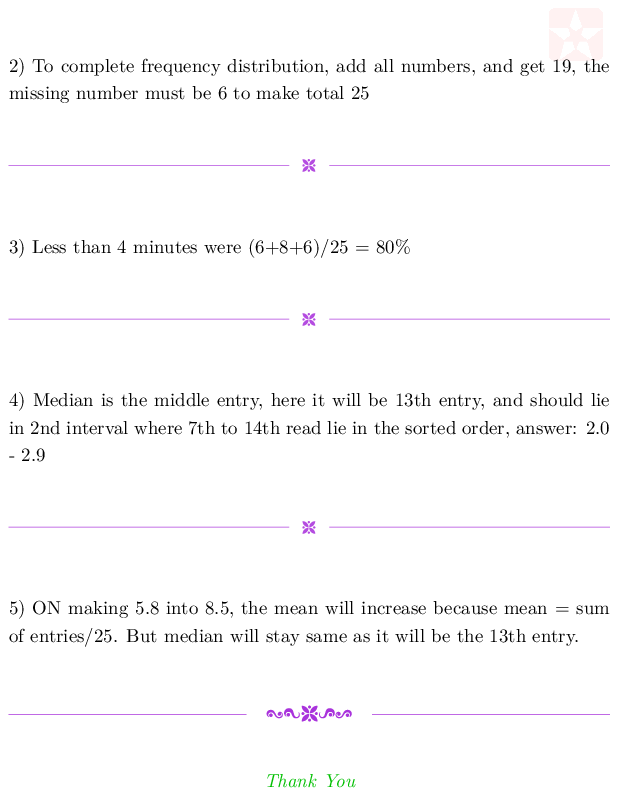 2) To complete frequency distribution, add all numbers, and get 19, the
missing number must be 6 to make total 25
3) Less than 4 minutes were (6+8+6)/25 = 80%
4) Median is the middle entry, here it will be 13th entry, and should lie
in 2nd interval where 7th to 14th read lie in the sorted order, answer: 2.0
- 2.9
5) ON making 5.8 into 8.5, the mean will increase because mean = sum
of entries/25. But median will stay same as it will be the 13th entry.
Thank You